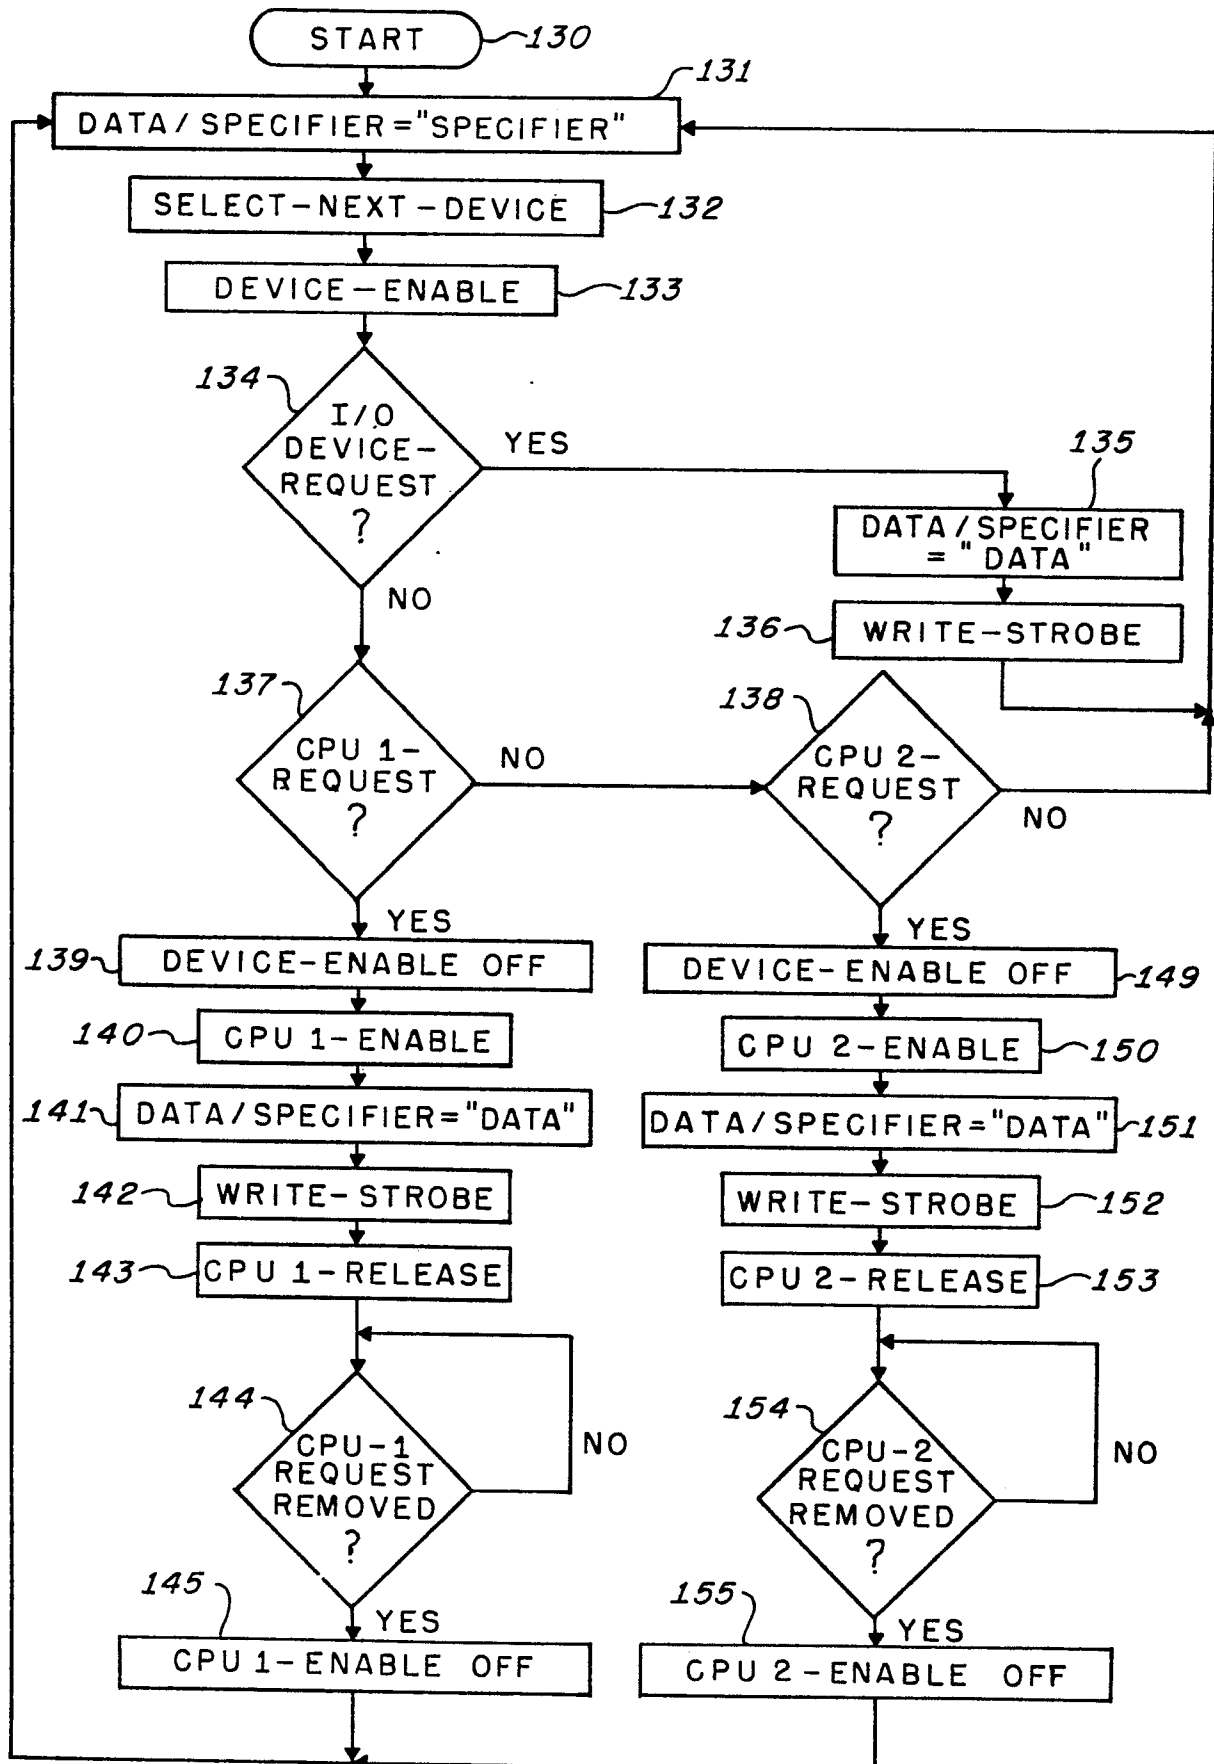 START
130
131
DATA/SPECIFIER="SPECIFIER"
SELECT-NEXT-DEVICE
132
DEVICE-ENABLE
133
134
I/O
DEVICE-
REQUEST
?
YES
NO
135
DATA/SPECIFIER
="DATA"
136
WRITE-STROBE
137
CPU 1-
REQUEST
?
NO
YES
138
CPU 2-
REQUEST
?
NO
YES
139
DEVICE-ENABLE OFF
140
CPU 1-ENABLE
141
DATA/SPECIFIER="DATA"
142
WRITE-STROBE
143
CPU 1-RELEASE
144
CPU-1
REQUEST
REMOVED
?
NO
YES
145
CPU 1-ENABLE OFF
DEVICE-ENABLE OFF
149
CPU 2-ENABLE
150
DATA/SPECIFIER="DATA"
151
WRITE-STROBE
152
CPU 2-RELEASE
153
154
CPU-2
REQUEST
REMOVED
?
NO
YES
155
CPU 2-ENABLE OFF